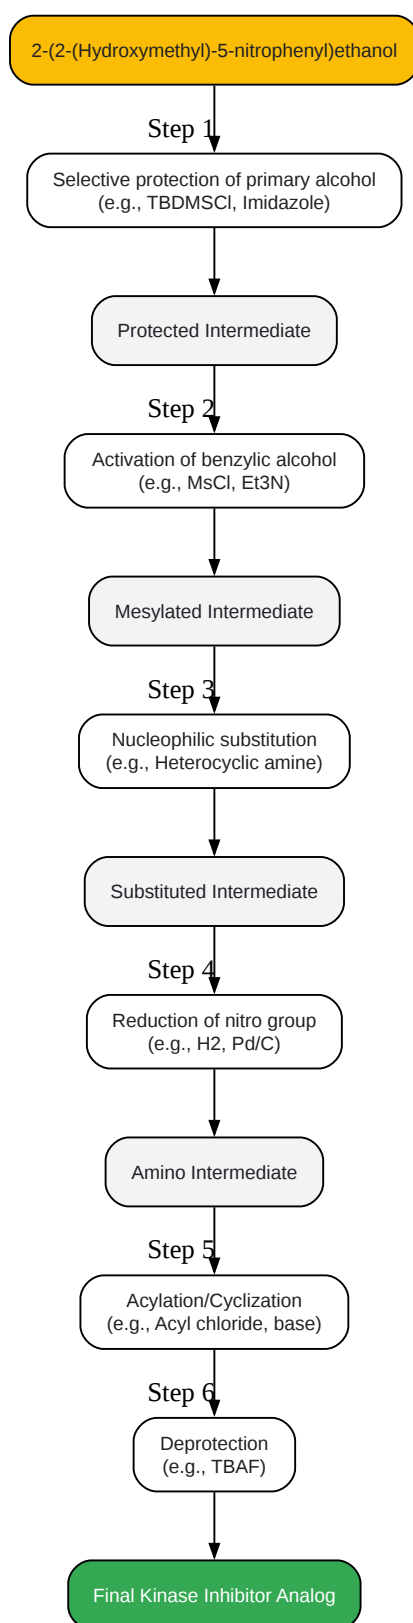 2-(2-(Hydroxymethyl)-5-nitrophenyl)ethanol
Step 1
Selective protection of primary alcohol
(e.g., TBDMSCl, Imidazole)
Protected Intermediate
Step 2
Activation of benzylic alcohol
(e.g., MsCl, Et3N)
Mesylated Intermediate
Step 3
Nucleophilic substitution
(e.g., Heterocyclic amine)
Substituted Intermediate
Step 4
Reduction of nitro group
(e.g., H2, Pd/C)
Amino Intermediate
Step 5
Acylation/Cyclization
(e.g., Acyl chloride, base)
Step 6
Deprotection
(e.g., TBAF)
Final Kinase Inhibitor Analog